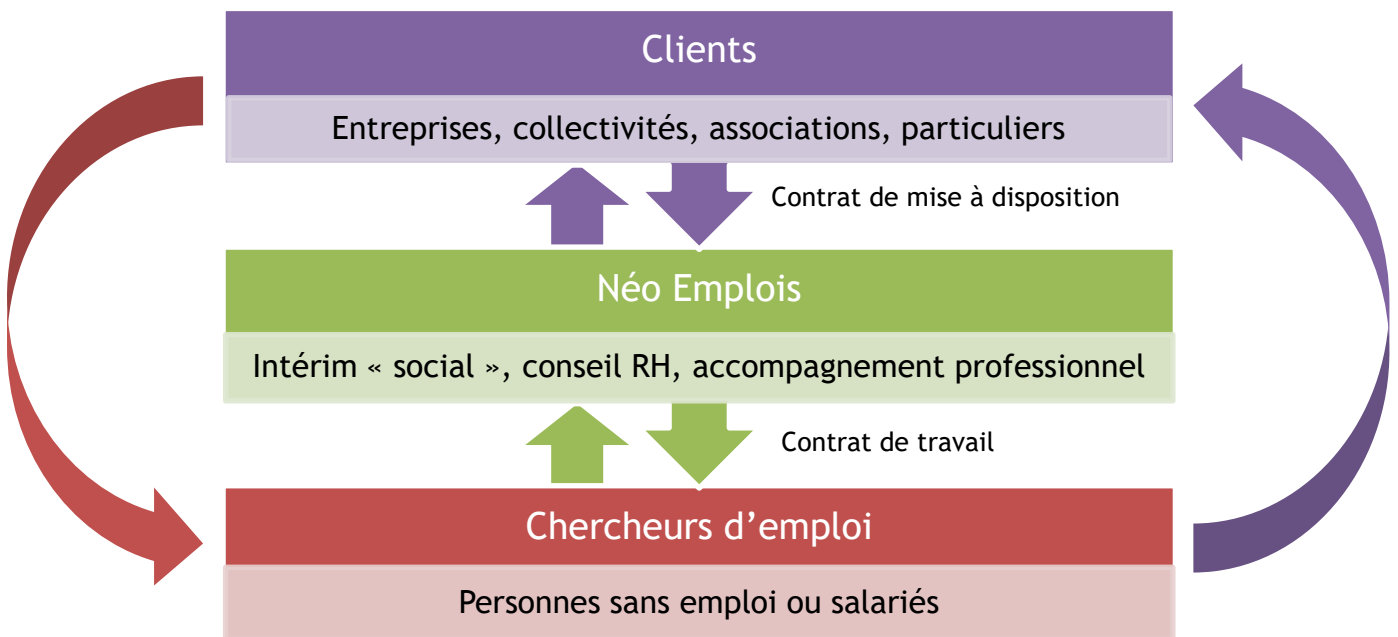 Clients
Entreprises, collectivités, associations, particuliers
Contrat de mise à disposition
Néo Emplois
Intérim « social », conseil RH, accompagnement professionnel
Contrat de travail
Chercheurs d’emploi
Personnes sans emploi ou salariés